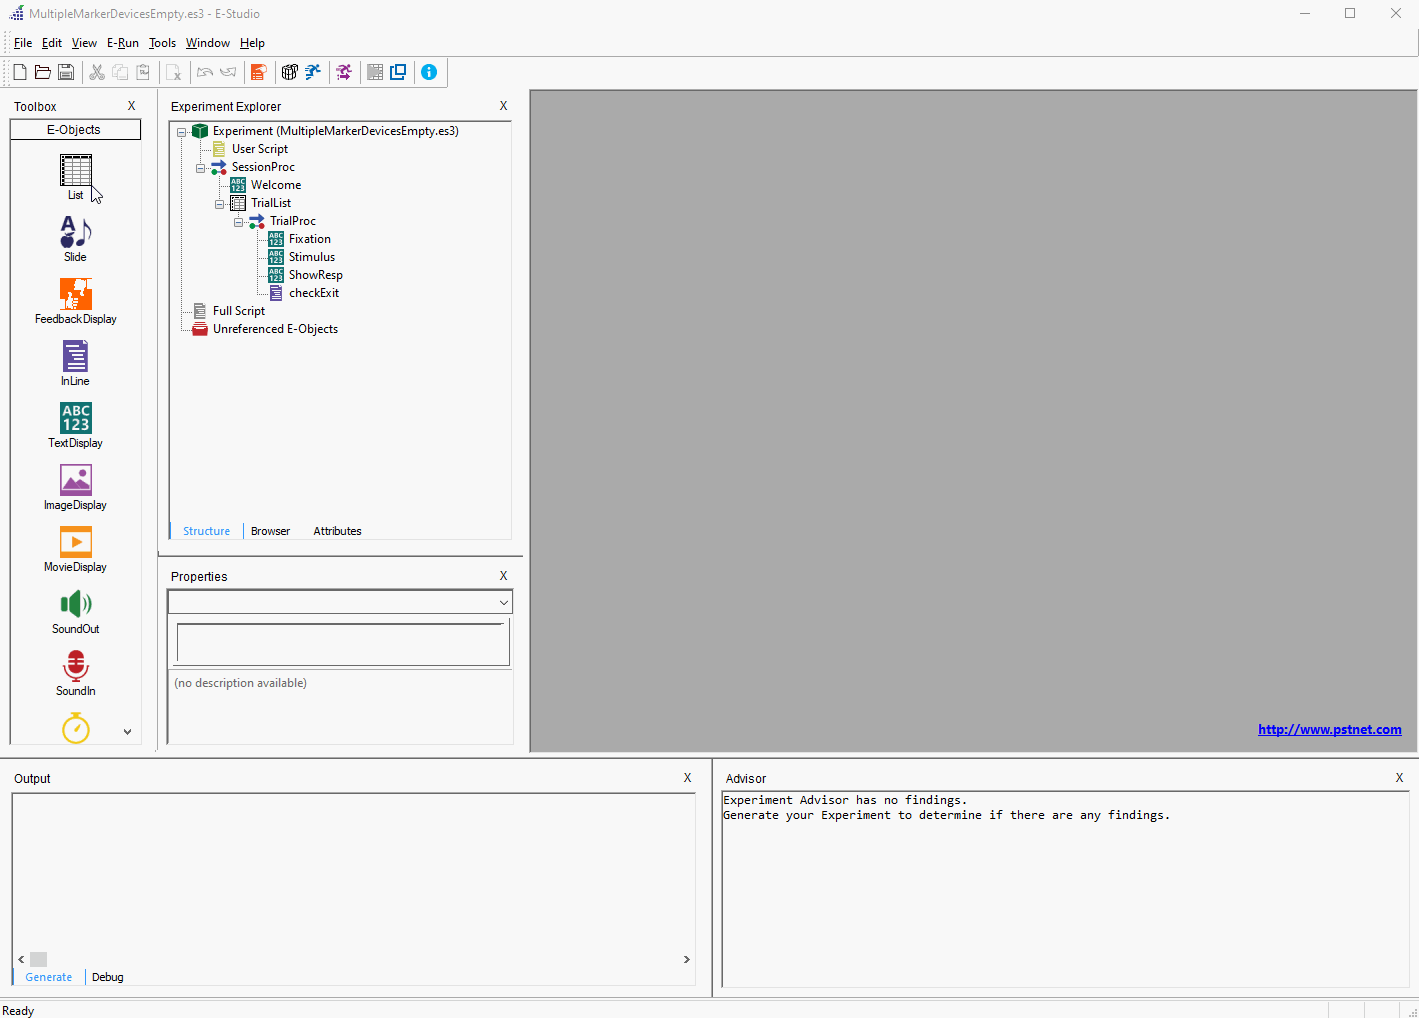 MultipleMarkerDevicesEmpty.es3 - E-Studio
File Edit View E-Run Tools Window Help
Toolbox X
E-Objects
List
Slide
FeedbackDisplay
InLine
ABC
123
TextDisplay
ImageDisplay
MovieDisplay
SoundOut
SoundIn
Experiment Explorer X
Experiment (MultipleMarkerDevicesEmpty.es3)
User Script
SessionProc
Welcome
TrialList
TrialProc
Fixation
Stimulus
ShowResp
checkExit
Full Script
Unreferenced E-Objects
Structure Browser Attributes
Properties X
(no description available)
http://www.pstnet.com
Output X
Generate Debug
Advisor X
Experiment Advisor has no findings.
Generate your Experiment to determine if there are any findings.
Ready